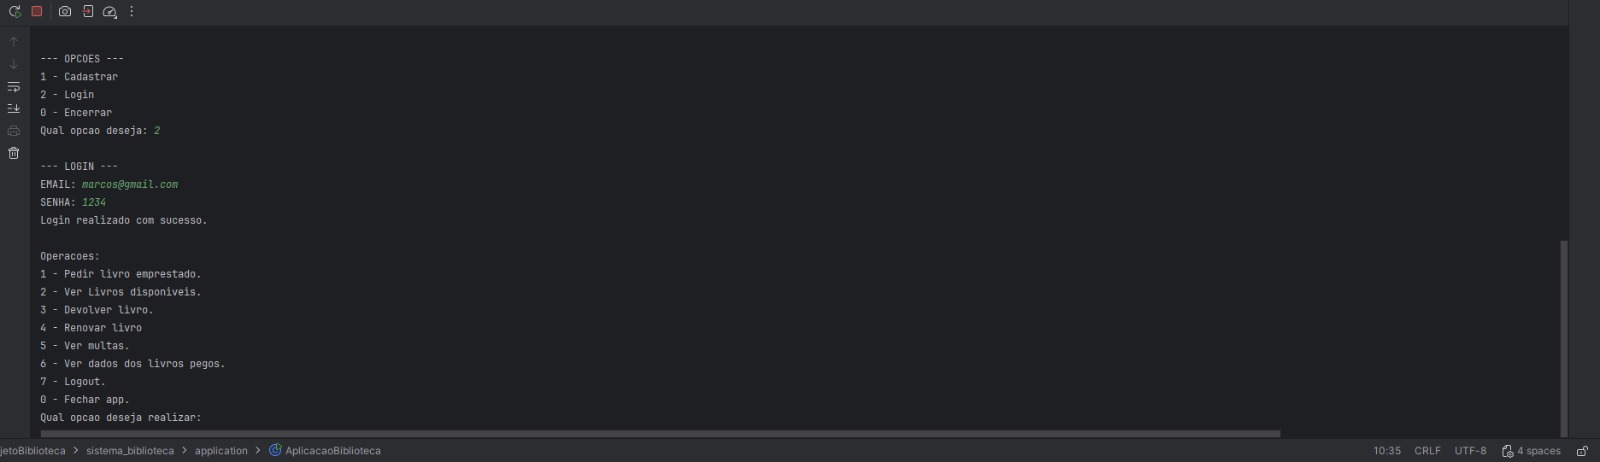 --- OPCOES ---
1 - Cadastrar
2 - Login
0 - Encerrar
Qual opcao deseja: 2
--- LOGIN ---
EMAIL: marcos@gmail.com
SENHA: 1234
Login realizado com sucesso.
Operacoes:
1 - Pedir livro emprestado.
2 - Ver Livros disponiveis.
3 - Devolver livro.
4 - Renovar livro
5 - Ver multas.
6 - Ver dados dos livros pegos.
7 - Logout.
0 - Fechar app.
Qual opcao deseja realizar:
jetoBiblioteca > sistema_biblioteca > application > AplicacaoBiblioteca 10:35 CRLF UTF-8 4 spaces